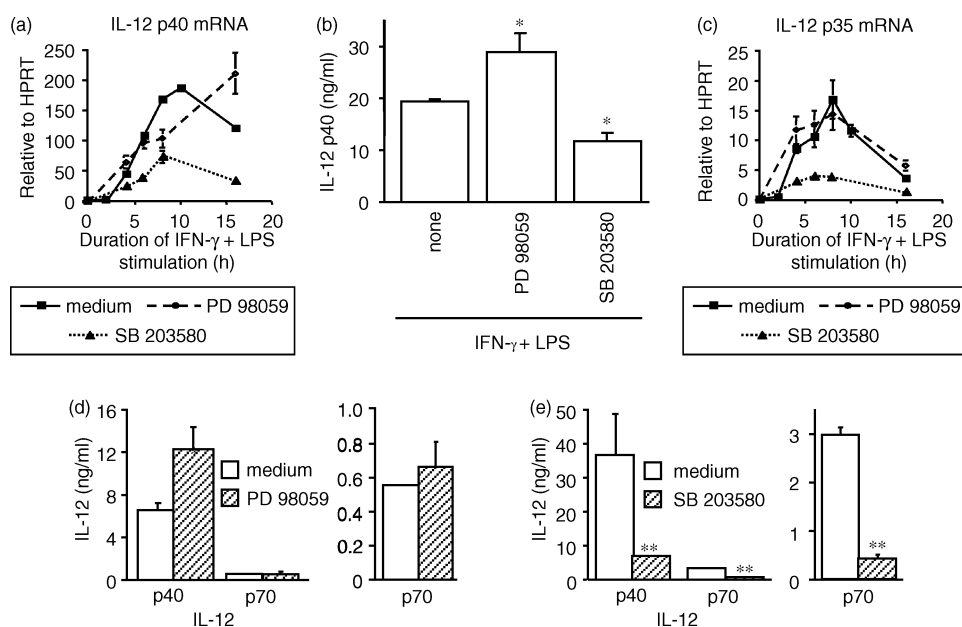 (a) IL-12 p40 mRNA
Relative to HPRT
250
200
150
100
50
0
0 5 10 15 20
Duration of IFN-γ + LPS
stimulation (h)
medium PD 98059
SB 203580
(b)
IL-12 p40 (ng/ml)
30
20
10
0
*
*
none
PD 98059
SB 203580
IFN-γ + LPS
(c) IL-12 p35 mRNA
Relative to HPRT
25
20
15
10
5
0
0 5 10 15 20
Duration of IFN-γ + LPS
stimulation (h)
medium PD 98059
SB 203580
(d)
IL-12 (ng/ml)
16
12
8
4
0
medium
PD 98059
p40 p70
IL-12
1.0
0.8
0.6
0.4
0.2
0
p70
(e)
IL-12 (ng/ml)
50
40
30
20
10
0
medium
SB 203580
**
**
p40 p70
IL-12
3
2
1
0
**
p70